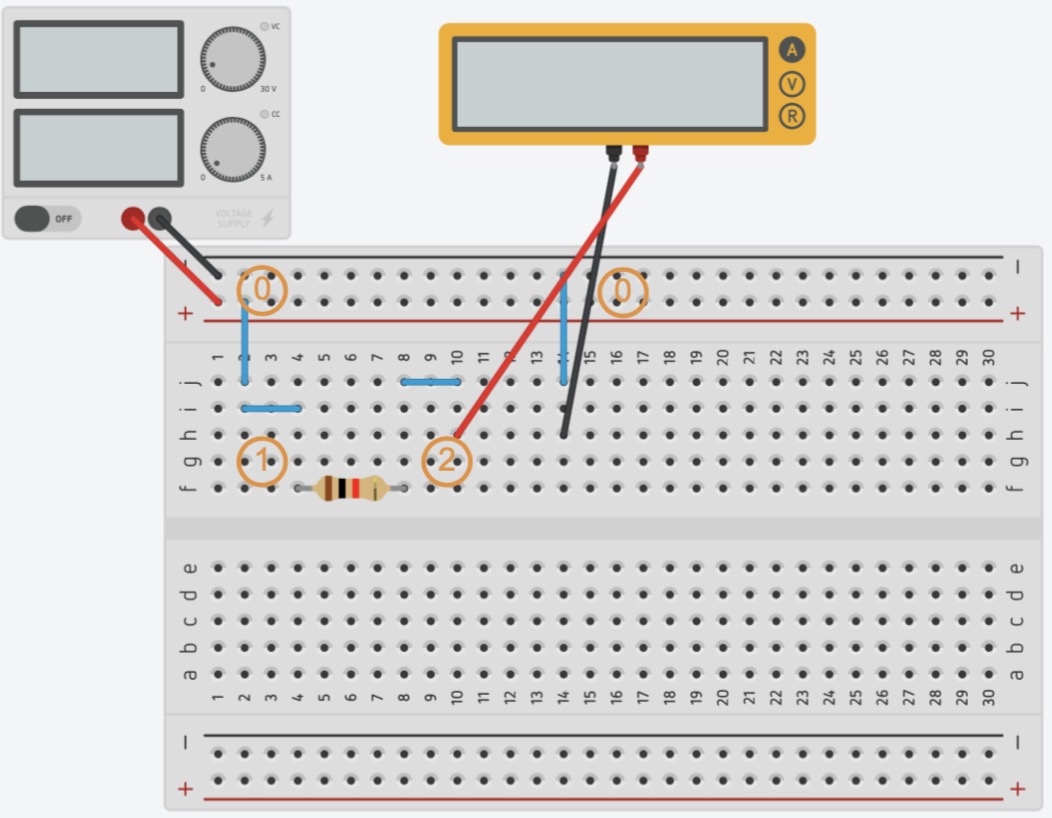 VC
0 30 V
CC
0 5 A
OFF
VOLTAGE
SUPPLY
A
V
R
− 0 0 −
+ +
1 2 3 4 5 6 7 8 9 10 11 12 13 14 15 16 17 18 19 20 21 22 23 24 25 26 27 28 29 30
j j
i i
h h
g 1 2 g
f f
e e
d d
c c
b b
a a
1 2 3 4 5 6 7 8 9 10 11 12 13 14 15 16 17 18 19 20 21 22 23 24 25 26 27 28 29 30
− −
+ +